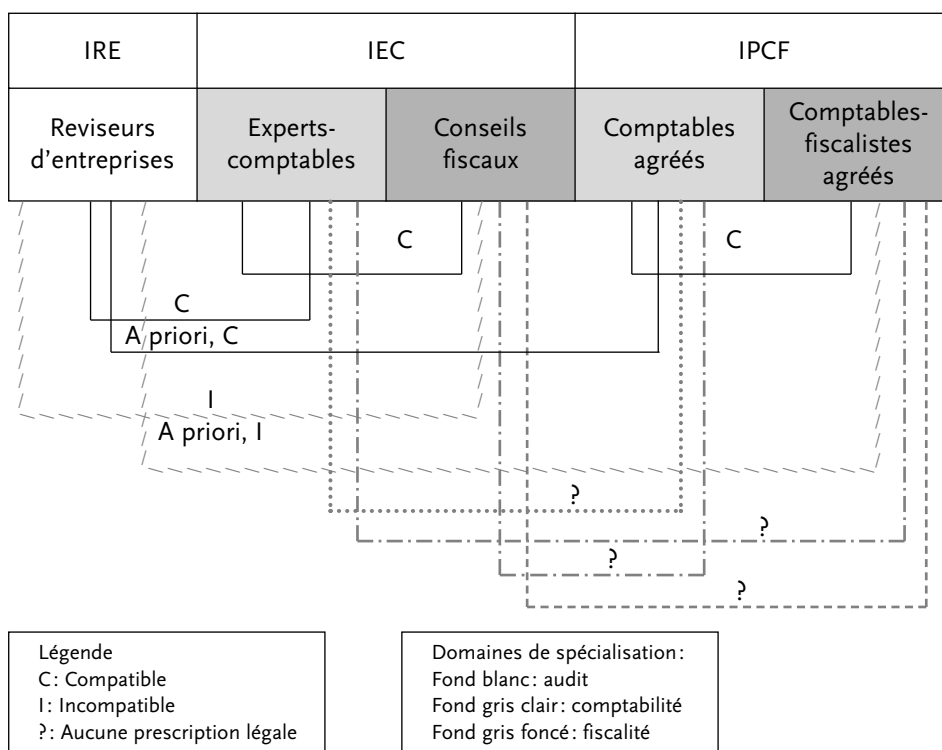 IRE
IEC
IPCF
Reviseurs
d'entreprises
Experts-
comptables
Conseils
fiscaux
Comptables
agréés
Comptables-
fiscalistes
agréés
C
C
C
A priori, C
I
A priori, I
?
?
?
?
Légende
C: Compatible
I: Incompatible
?: Aucune prescription légale
Domaines de spécialisation:
Fond blanc: audit
Fond gris clair: comptabilité
Fond gris foncé: fiscalité